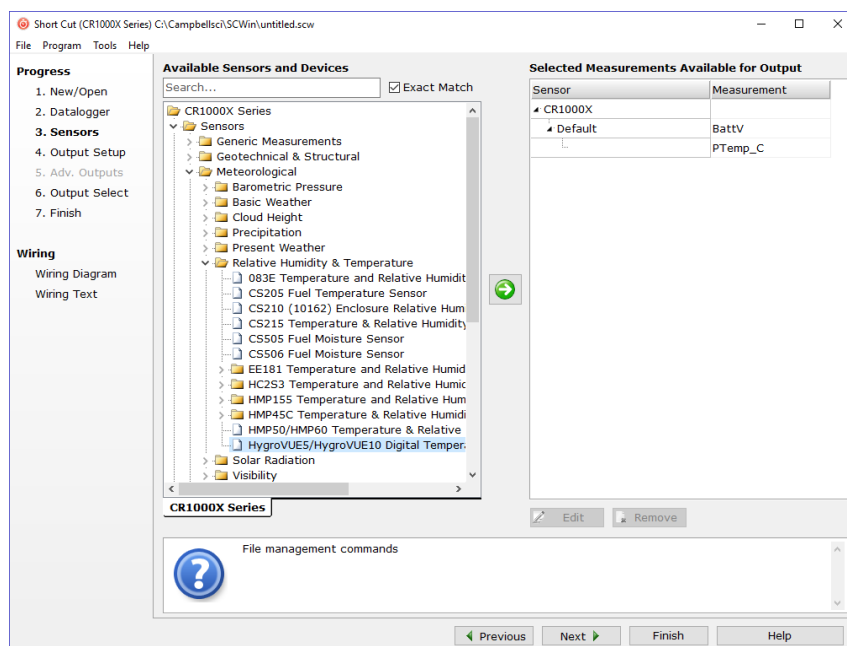 Short Cut (CR1000X Series) C:\Campbellsci\SCWin\untitled.scw
File Program Tools Help
Progress
1. New/Open
2. Datalogger
3. Sensors
4. Output Setup
5. Adv. Outputs
6. Output Select
7. Finish
Wiring
Wiring Diagram
Wiring Text
Available Sensors and Devices
Search...
Exact Match
CR1000X Series
Sensors
Generic Measurements
Geotechnical & Structural
Meteorological
Barometric Pressure
Basic Weather
Cloud Height
Precipitation
Present Weather
Relative Humidity & Temperature
083E Temperature and Relative Humidit
CS205 Fuel Temperature Sensor
CS210 (10162) Enclosure Relative Hum
CS215 Temperature & Relative Humidity
CS505 Fuel Moisture Sensor
CS506 Fuel Moisture Sensor
EE181 Temperature and Relative Humid
HC2S3 Temperature and Relative Humid
HMP155 Temperature and Relative Hum
HMP45C Temperature & Relative Humidi
HMP50/HMP60 Temperature & Relative
HygroVUE5/HygroVUE10 Digital Temper
Solar Radiation
Visibility
CR1000X Series
Selected Measurements Available for Output
Sensor Measurement
CR1000X
Default BattV
PTemp_C
Edit Remove
File management commands
Previous Next Finish Help